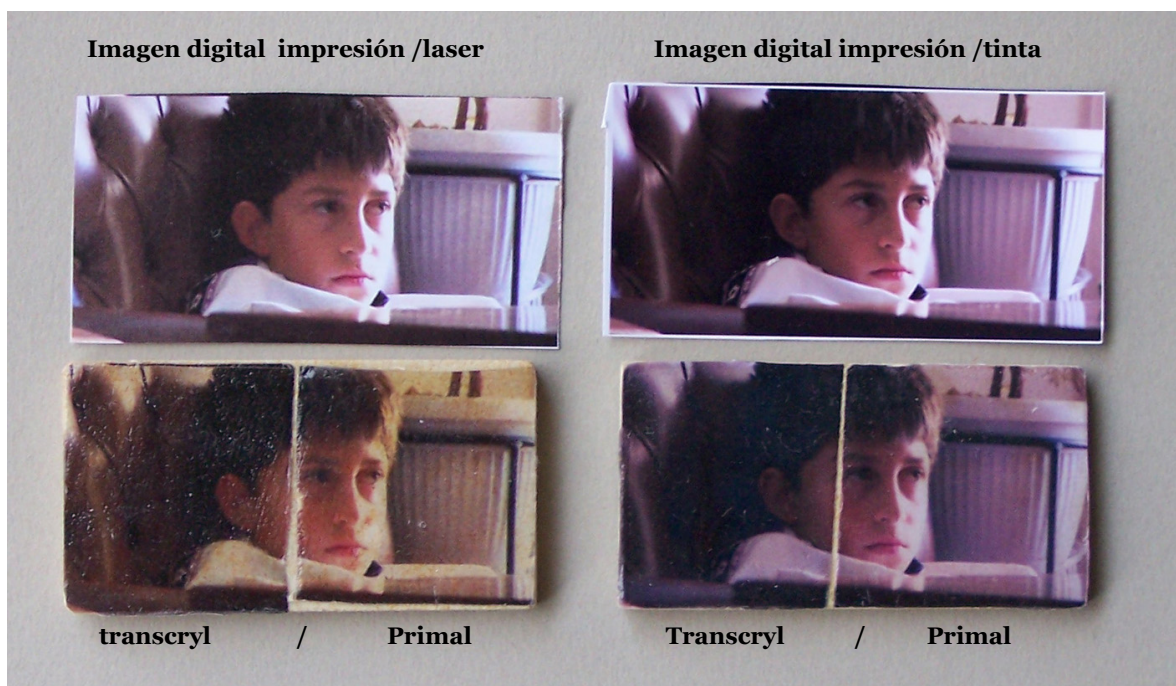 Imagen digital  impresión /laser
Imagen digital impresión /tinta
transcryl / Primal
Transcryl / Primal